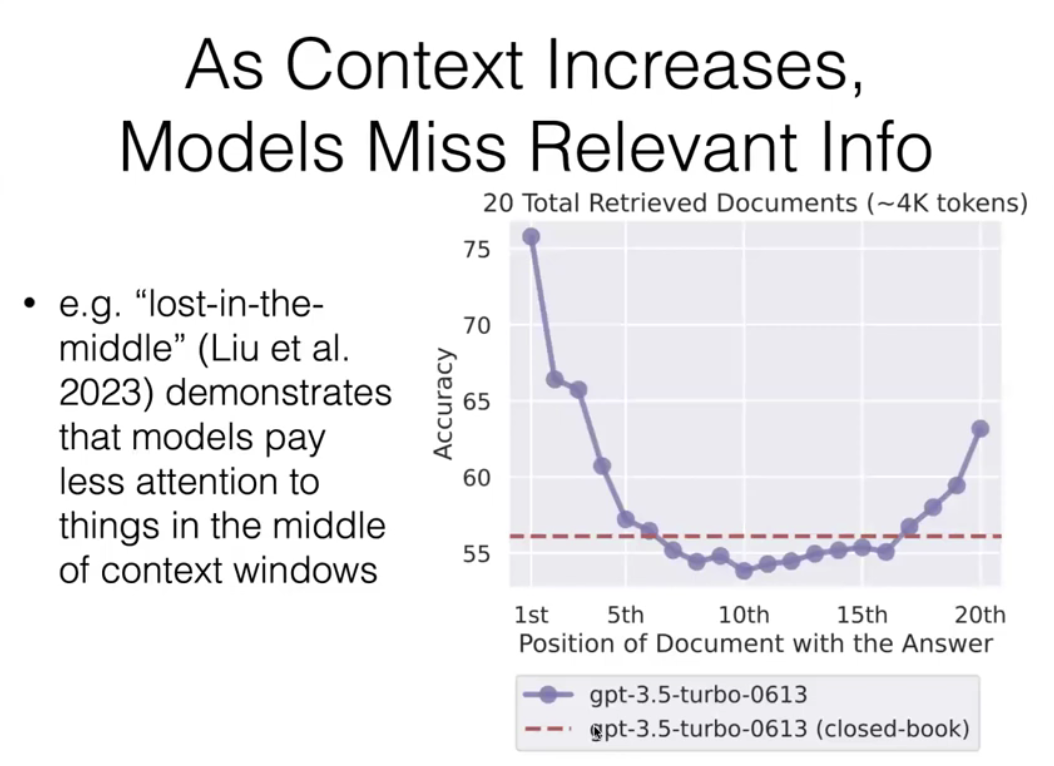 As Context Increases,
Models Miss Relevant Info
• e.g. “lost-in-the-
middle” (Liu et al.
2023) demonstrates
that models pay
less attention to
things in the middle
of context windows
20 Total Retrieved Documents (~4K tokens)
Accuracy
75
70
65
60
55
1st 5th 10th 15th 20th
Position of Document with the Answer
gpt-3.5-turbo-0613
gpt-3.5-turbo-0613 (closed-book)